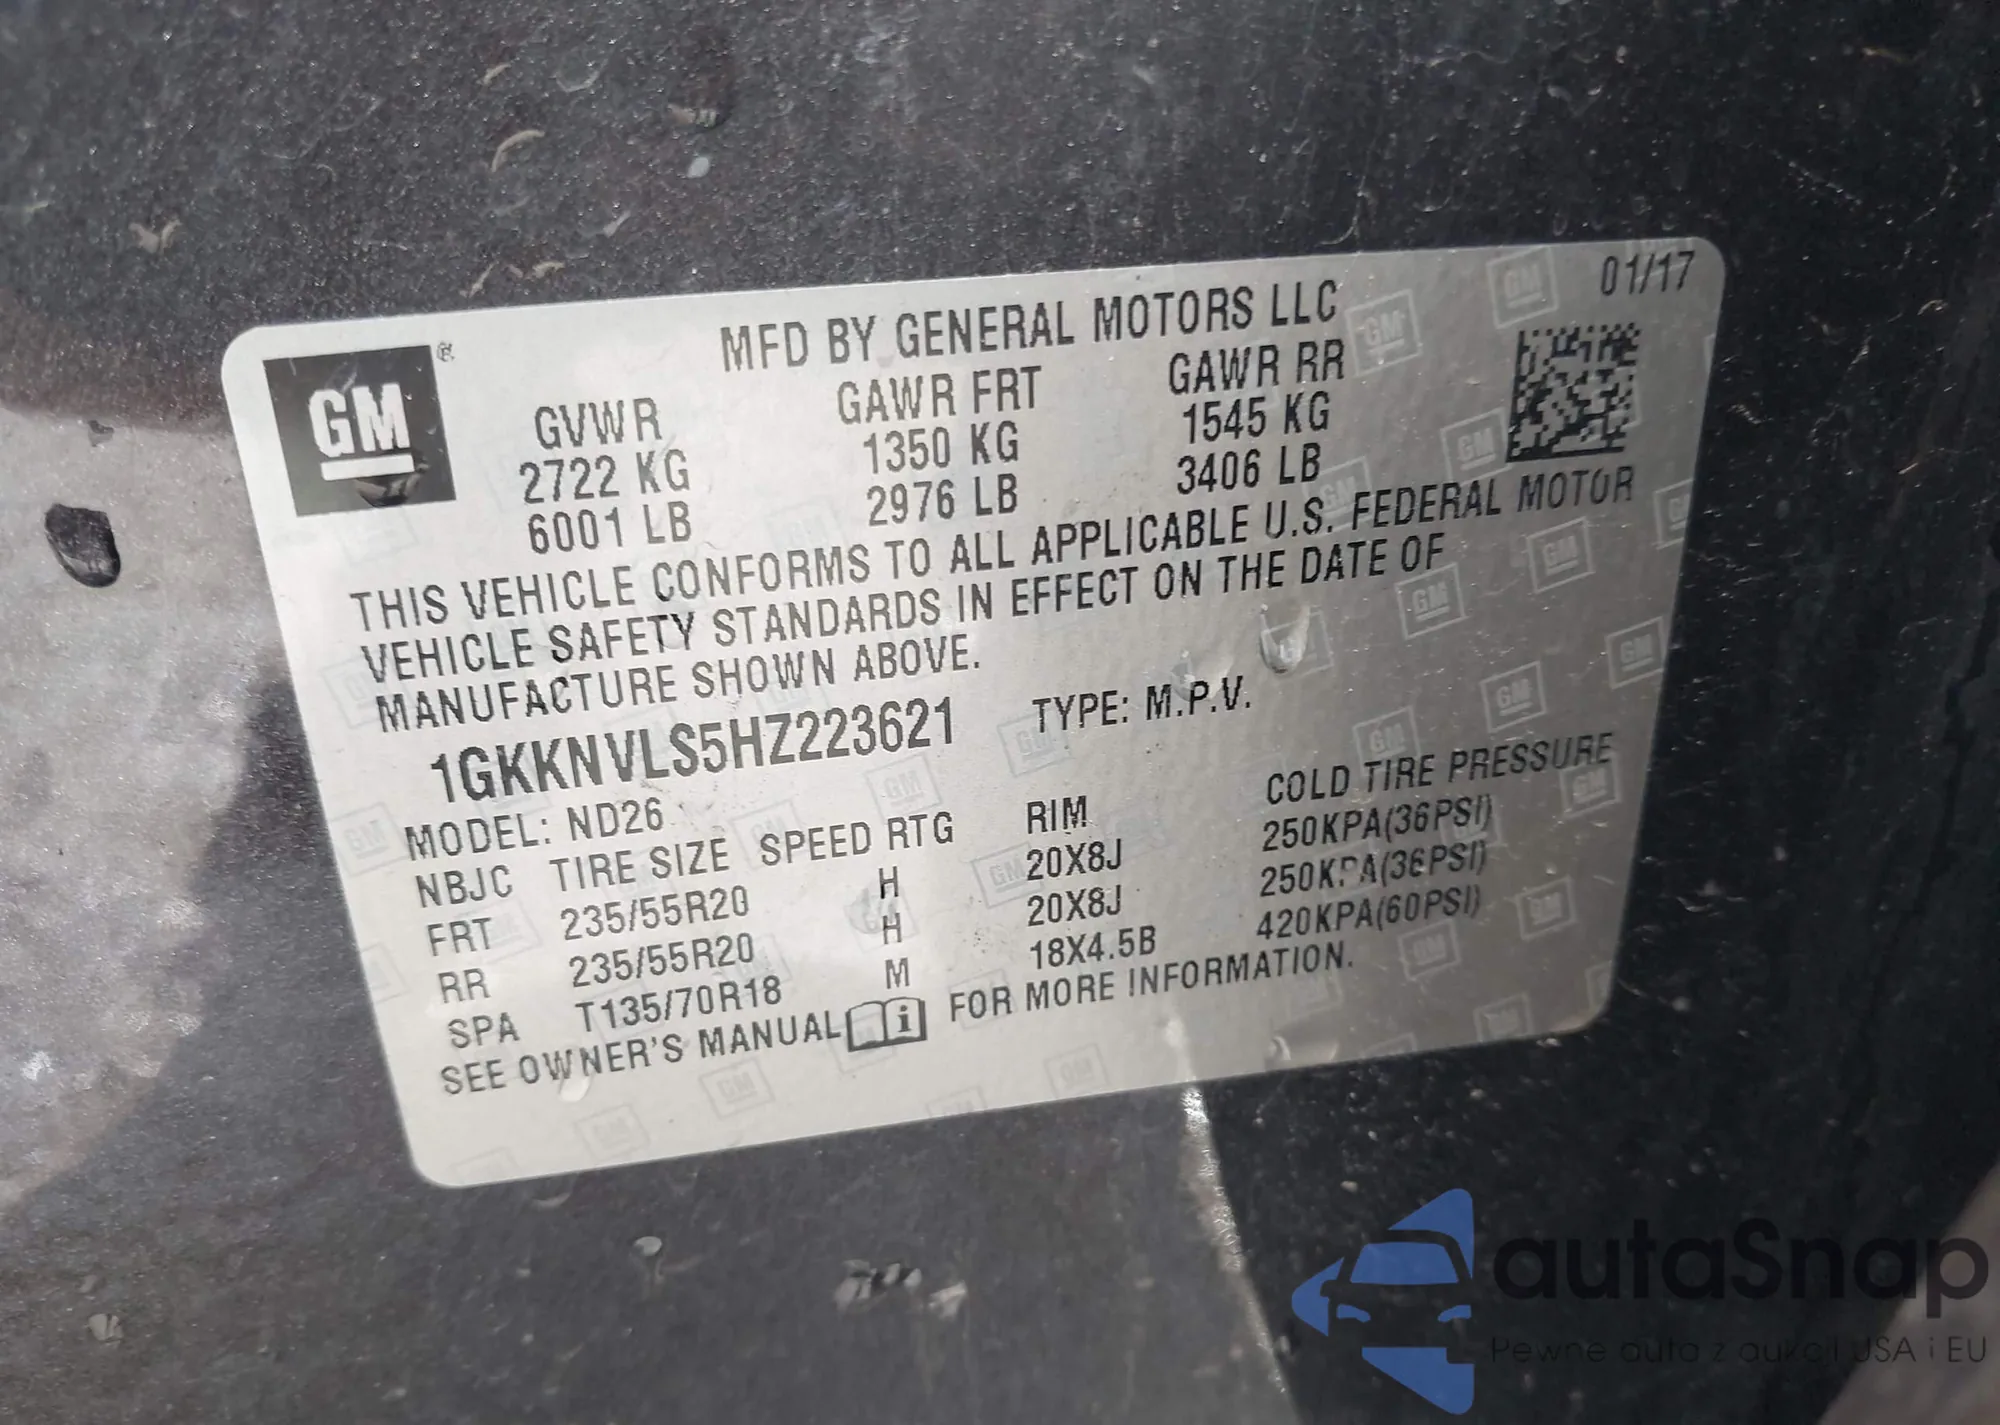 01/17
MFD BY GENERAL MOTORS LLC
GM ®
GVWR GAWR FRT GAWR RR
2722 KG 1350 KG 1545 KG
6001 LB 2976 LB 3406 LB
THIS VEHICLE CONFORMS TO ALL APPLICABLE U.S. FEDERAL MOTOR
VEHICLE SAFETY STANDARDS IN EFFECT ON THE DATE OF
MANUFACTURE SHOWN ABOVE.
1GKKNVLS5HZ223621 TYPE: M.P.V.
MODEL: ND26
NBJC TIRE SIZE SPEED RTG RIM COLD TIRE PRESSURE
FRT 235/55R20 H 20X8J 250KPA(36PSI)
RR 235/55R20 H 20X8J 250KPA(36PSI)
SPA T135/70R18 M 18X4.5B 420KPA(60PSI)
SEE OWNER'S MANUAL i FOR MORE INFORMATION.
autaSnap
Pewne auta z aukcji USA i EU